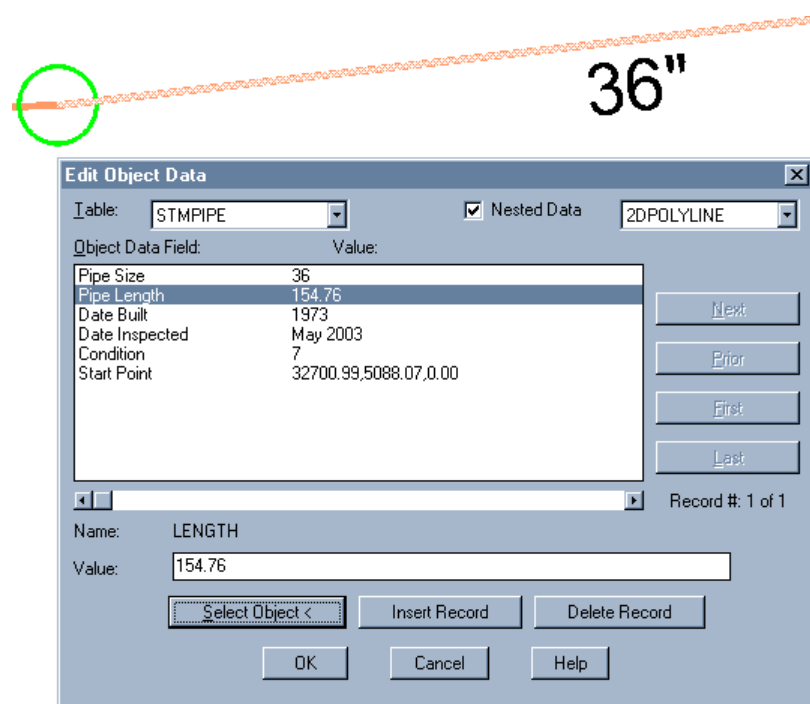 36"
Edit Object Data
Table: STMPIPE Nested Data 2DPOLYLINE
Object Data Field: Value:
Pipe Size 36
Pipe Length 154.76
Date Built 1973
Date Inspected May 2003
Condition 7
Start Point 32700.99,5088.07,0.00
Next
Prior
First
Last
Record #: 1 of 1
Name: LENGTH
Value: 154.76
Select Object < Insert Record Delete Record
OK Cancel Help